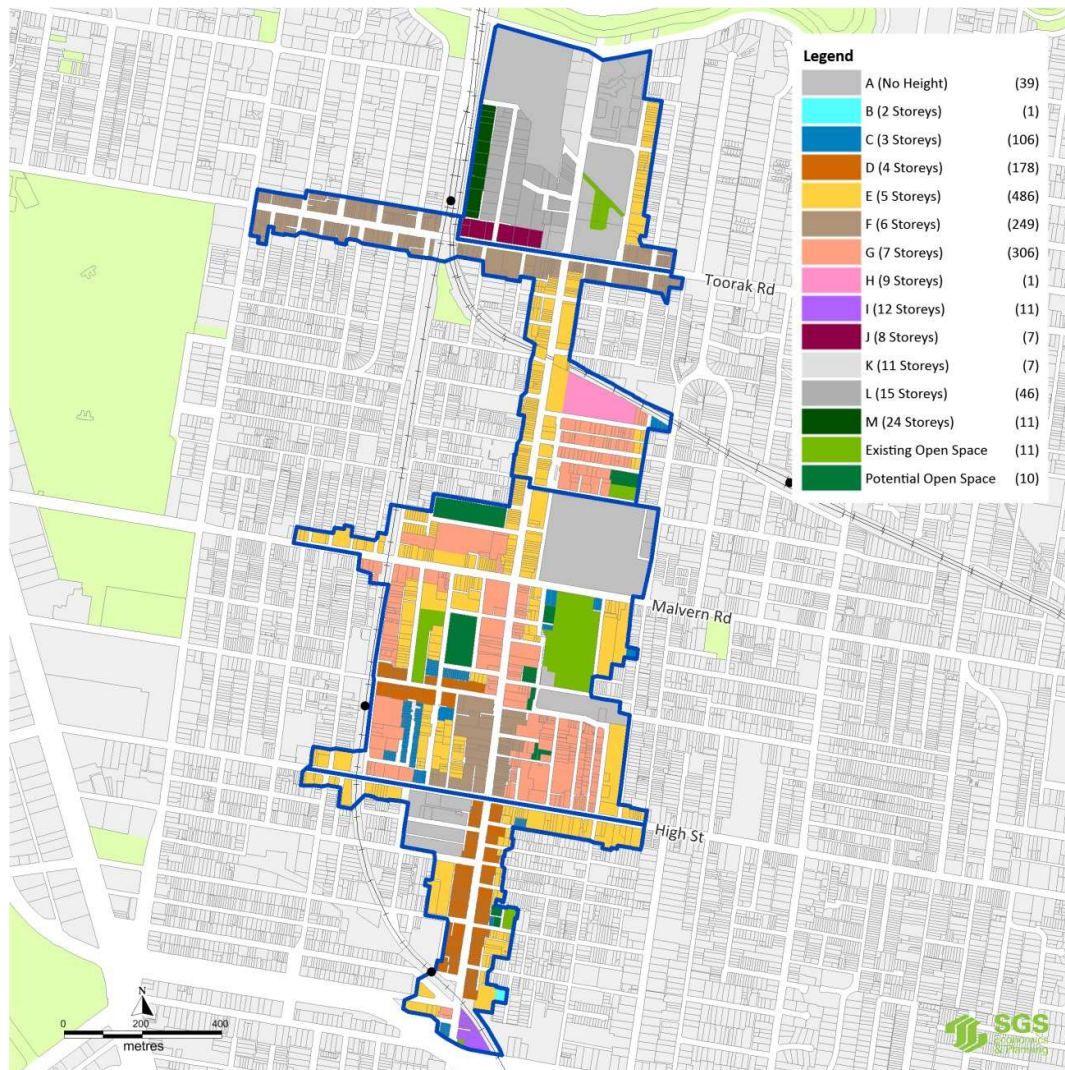 Legend
A (No Height) (39)
B (2 Storeys) (1)
C (3 Storeys) (106)
D (4 Storeys) (178)
E (5 Storeys) (486)
F (6 Storeys) (249)
G (7 Storeys) (306)
H (9 Storeys) (1)
I (12 Storeys) (11)
J (8 Storeys) (7)
K (11 Storeys) (7)
L (15 Storeys) (46)
M (24 Storeys) (11)
Existing Open Space (11)
Potential Open Space (10)
Toorak Rd
Malvern Rd
High St
N
0 200 400
metres
SGS
Economics
& Planning